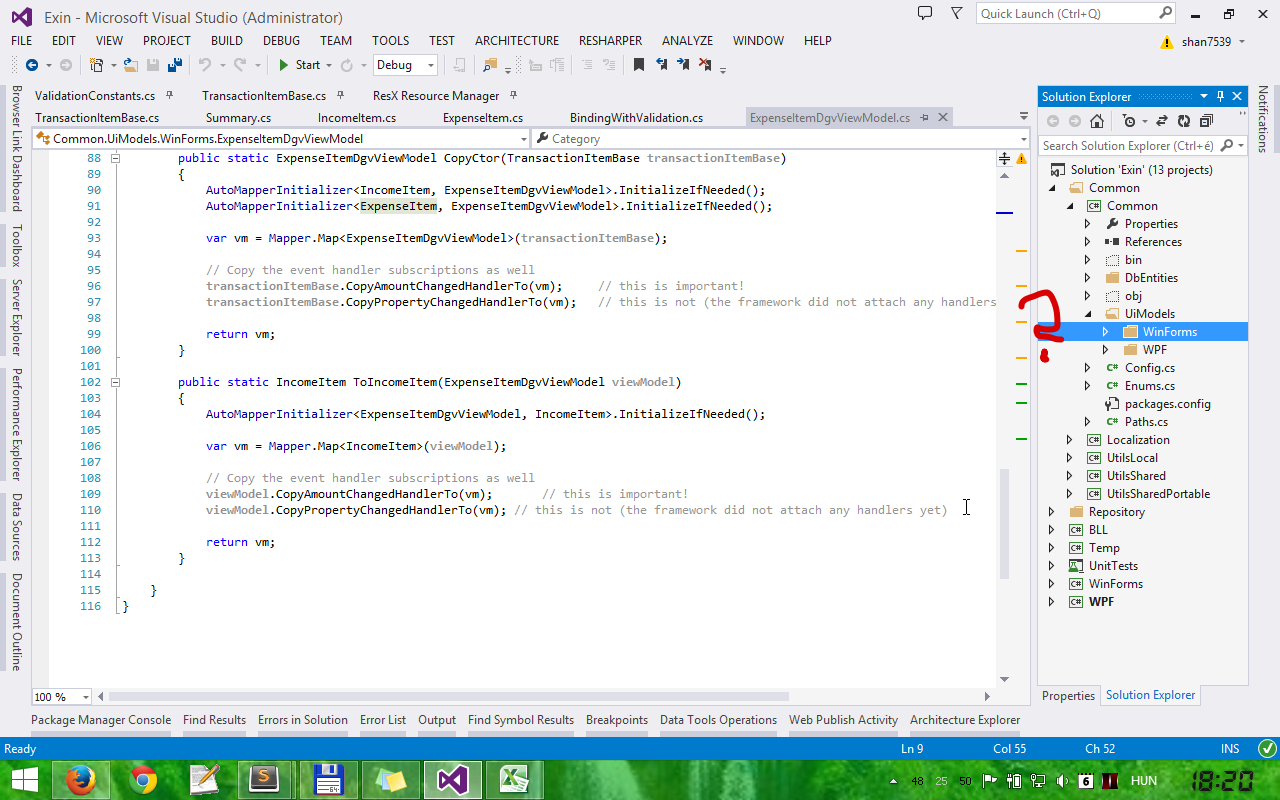 Exin - Microsoft Visual Studio (Administrator)
Quick Launch (Ctrl+Q)
FILE EDIT VIEW PROJECT BUILD DEBUG TEAM TOOLS TEST ARCHITECTURE RESHARPER ANALYZE WINDOW HELP
shan7539
Start Debug
ValidationConstants.cs TransactionItemBase.cs ResX Resource Manager
TransactionItemBase.cs Summary.cs IncomeItem.cs ExpenseItem.cs BindingWithValidation.cs ExpenseItemDgvViewModel.cs
Common.UiModels.WinForms.ExpenseItemDgvViewModel Category
88 public static ExpenseItemDgvViewModel CopyCtor(TransactionItemBase transactionItemBase)
89 {
90 AutoMapperInitializer<IncomeItem, ExpenseItemDgvViewModel>.InitializeIfNeeded();
91 AutoMapperInitializer<ExpenseItem, ExpenseItemDgvViewModel>.InitializeIfNeeded();
92
93 var vm = Mapper.Map<ExpenseItemDgvViewModel>(transactionItemBase);
94
95 // Copy the event handler subscriptions as well
96 transactionItemBase.CopyAmountChangedHandlerTo(vm); // this is important!
97 transactionItemBase.CopyPropertyChangedHandlerTo(vm); // this is not (the framework did not attach any handlers
98
99 return vm;
100 }
101
102 public static IncomeItem ToIncomeItem(ExpenseItemDgvViewModel viewModel)
103 {
104 AutoMapperInitializer<ExpenseItemDgvViewModel, IncomeItem>.InitializeIfNeeded();
105
106 var vm = Mapper.Map<IncomeItem>(viewModel);
107
108 // Copy the event handler subscriptions as well
109 viewModel.CopyAmountChangedHandlerTo(vm); // this is important!
110 viewModel.CopyPropertyChangedHandlerTo(vm); // this is not (the framework did not attach any handlers yet)
111
112 return vm;
113 }
114
115 }
116 }
100 %
Browser Link Dashboard
Toolbox
Server Explorer
Performance Explorer
Data Sources
Document Outline
?
Solution Explorer
Search Solution Explorer (Ctrl+é)
Solution 'Exin' (13 projects)
Common
C# Common
Properties
References
bin
DbEntities
obj
UiModels
WinForms
WPF
C# Config.cs
C# Enums.cs
packages.config
C# Paths.cs
C# Localization
C# UtilsLocal
C# UtilsShared
C# UtilsSharedPortable
Repository
C# BLL
C# Temp
UnitTests
C# WinForms
C# WPF
Properties Solution Explorer
Notifications
Package Manager Console Find Results Errors in Solution Error List Output Find Symbol Results Breakpoints Data Tools Operations Web Publish Activity Architecture Explorer
Ready Ln 9 Col 55 Ch 52 INS
S 64 48 25 50 6 HUN 18:20